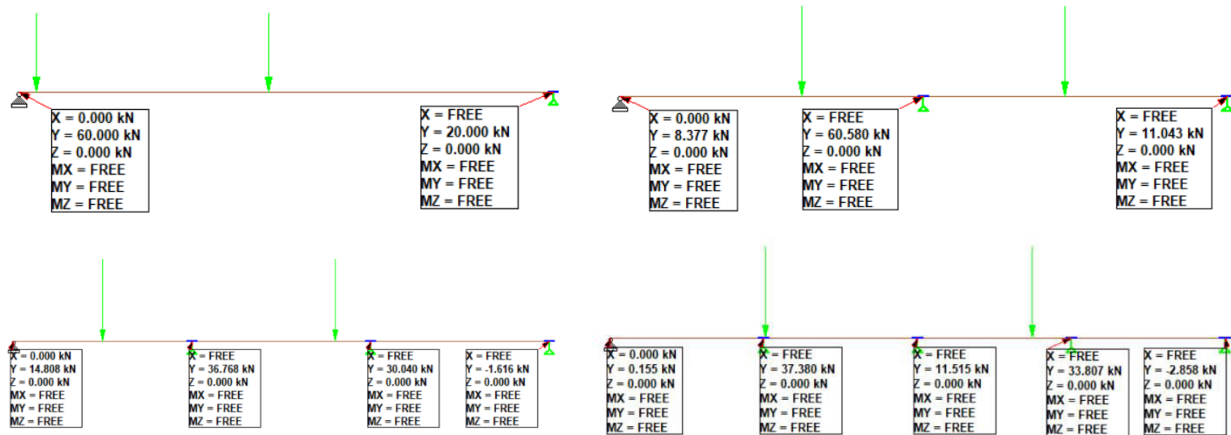 X = 0.000 kN
Y = 60.000 kN
Z = 0.000 kN
MX = FREE
MY = FREE
MZ = FREE
X = FREE
Y = 20.000 kN
Z = 0.000 kN
MX = FREE
MY = FREE
MZ = FREE
X = 0.000 kN
Y = 8.377 kN
Z = 0.000 kN
MX = FREE
MY = FREE
MZ = FREE
X = FREE
Y = 60.580 kN
Z = 0.000 kN
MX = FREE
MY = FREE
MZ = FREE
X = FREE
Y = 11.043 kN
Z = 0.000 kN
MX = FREE
MY = FREE
MZ = FREE
X = 0.000 kN
Y = 14.808 kN
Z = 0.000 kN
MX = FREE
MY = FREE
MZ = FREE
X = FREE
Y = 36.768 kN
Z = 0.000 kN
MX = FREE
MY = FREE
MZ = FREE
X = FREE
Y = 30.040 kN
Z = 0.000 kN
MX = FREE
MY = FREE
MZ = FREE
X = FREE
Y = -1.616 kN
Z = 0.000 kN
MX = FREE
MY = FREE
MZ = FREE
X = 0.000 kN
Y = 0.155 kN
Z = 0.000 kN
MX = FREE
MY = FREE
MZ = FREE
X = FREE
Y = 37.380 kN
Z = 0.000 kN
MX = FREE
MY = FREE
MZ = FREE
X = FREE
Y = 11.515 kN
Z = 0.000 kN
MX = FREE
MY = FREE
MZ = FREE
X = FREE
Y = 33.807 kN
Z = 0.000 kN
MX = FREE
MY = FREE
MZ = FREE
X = FREE
Y = -2.858 kN
Z = 0.000 kN
MX = FREE
MY = FREE
MZ = FREE